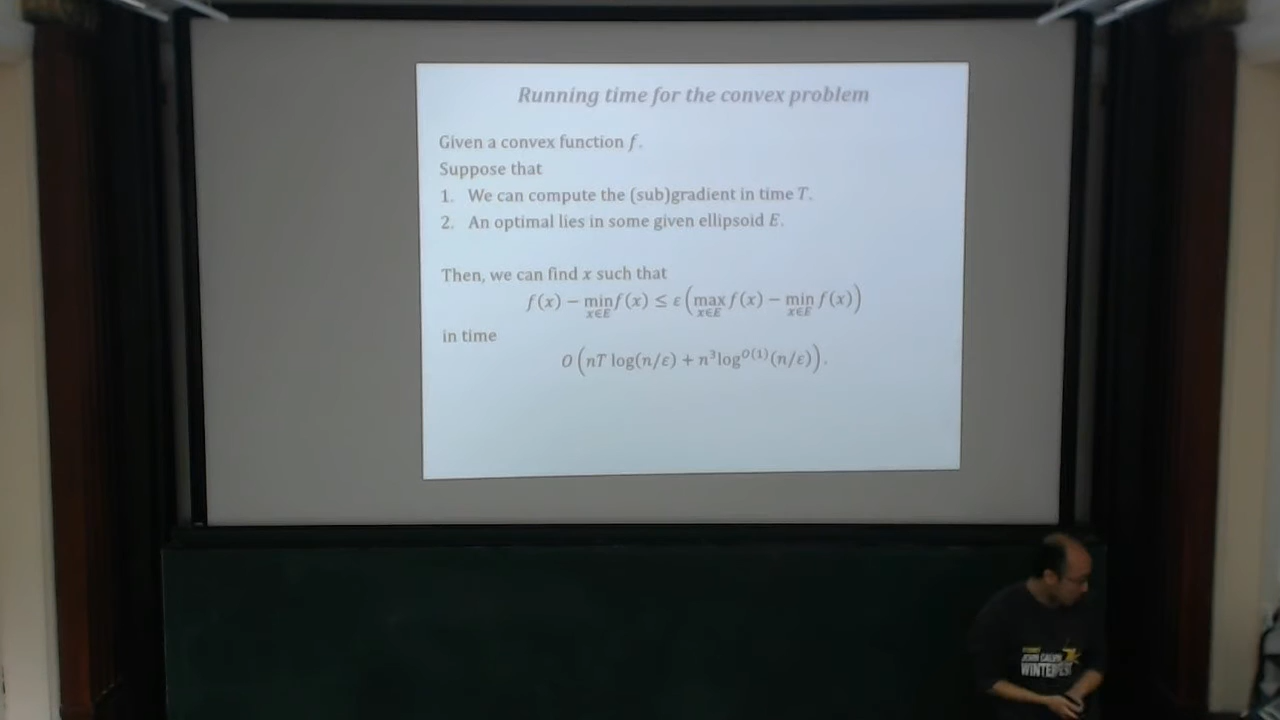 Running time for the convex problem
Given a convex function f.
Suppose that
1. We can compute the (sub)gradient in time T.
2. An optimal lies in some given ellipsoid E.
Then, we can find x such that
f(x) − min_{x∈E} f(x) ≤ ε (max_{x∈E} f(x) − min_{x∈E} f(x))
in time
O (nT log(n/ε) + n³log^{O(1)}(n/ε)).
JOHN CALVIN